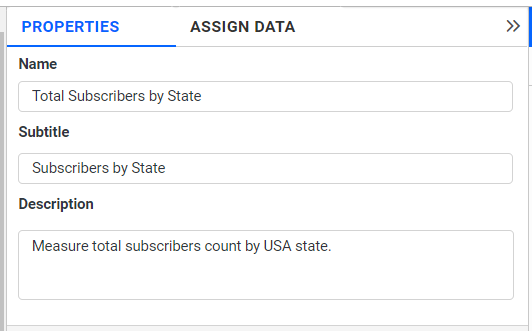 PROPERTIES ASSIGN DATA
Name
Total Subscribers by State
Subtitle
Subscribers by State
Description
Measure total subscribers count by USA state.